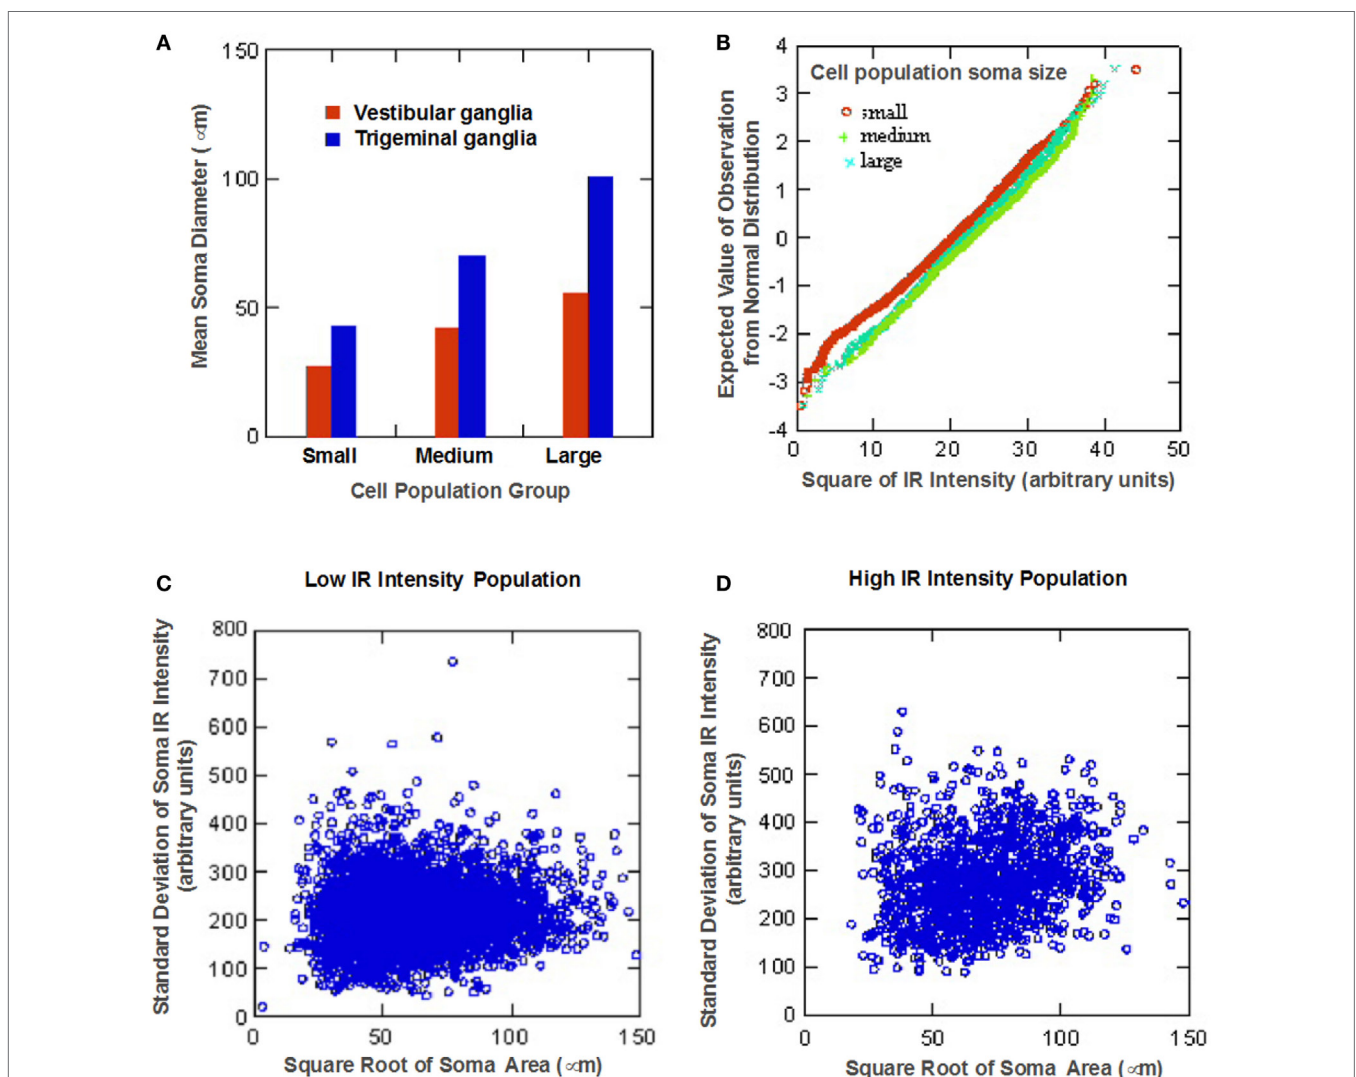 A
150
100
50
0
Mean Soma Diameter ( ∝m)
Vestibular ganglia
Trigeminal ganglia
Small Medium Large
Cell Population Group
B
4
3
2
1
0
-1
-2
-3
-4
Expected Value of Observation
from Normal Distribution
Cell population soma size
small
medium
large
0 10 20 30 40 50
Square of IR Intensity (arbitrary units)
C
Low IR Intensity Population
800
700
600
500
400
300
200
100
0
Standard Deviation of Soma IR Intensity
(arbitrary units)
0 50 100 150
Square Root of Soma Area (∝m)
D
High IR Intensity Population
800
700
600
500
400
300
200
100
0
Standard Deviation of Soma IR Intensity
(arbitrary units)
0 50 100 150
Square Root of Soma Area (∝m)